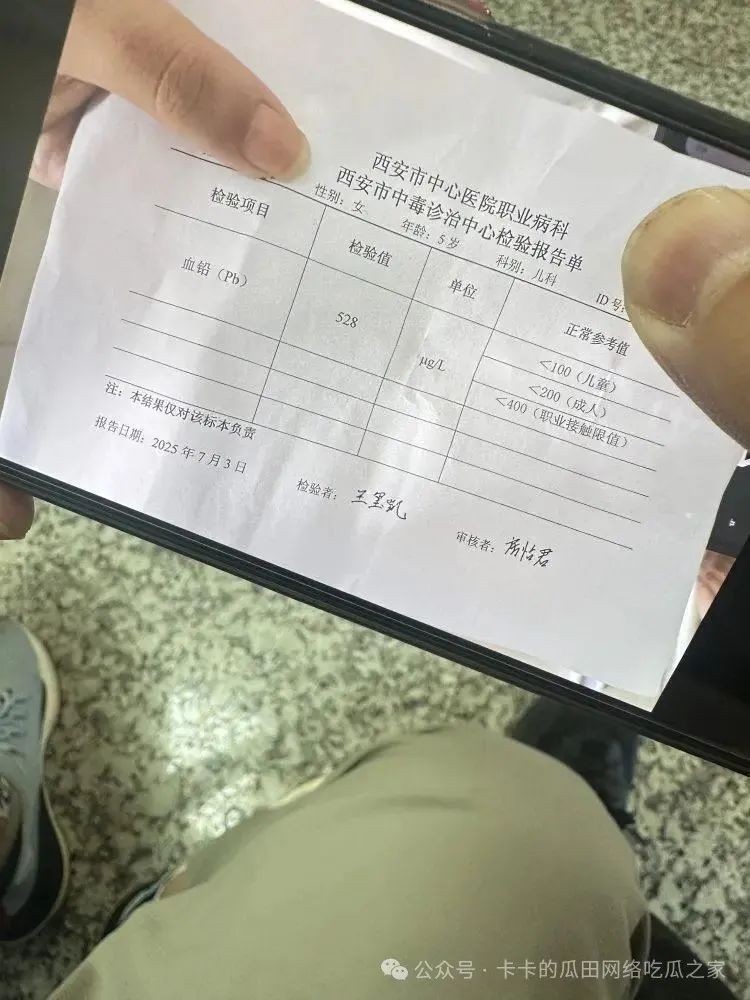 西安市中心医院职业病科
西安市中毒诊治中心检验报告单
性别：女 年龄：5岁 科别：儿科 ID号：
检验项目 检验值 单位 正常参考值
血铅（Pb） 528 μg/L <100（儿童）
<200（成人）
<400（职业接触限值）
注：本结果仅对该标本负责
报告日期：2025年7月3日 检验者： 审核者：
公众号·卡卡的瓜田网络吃瓜之家